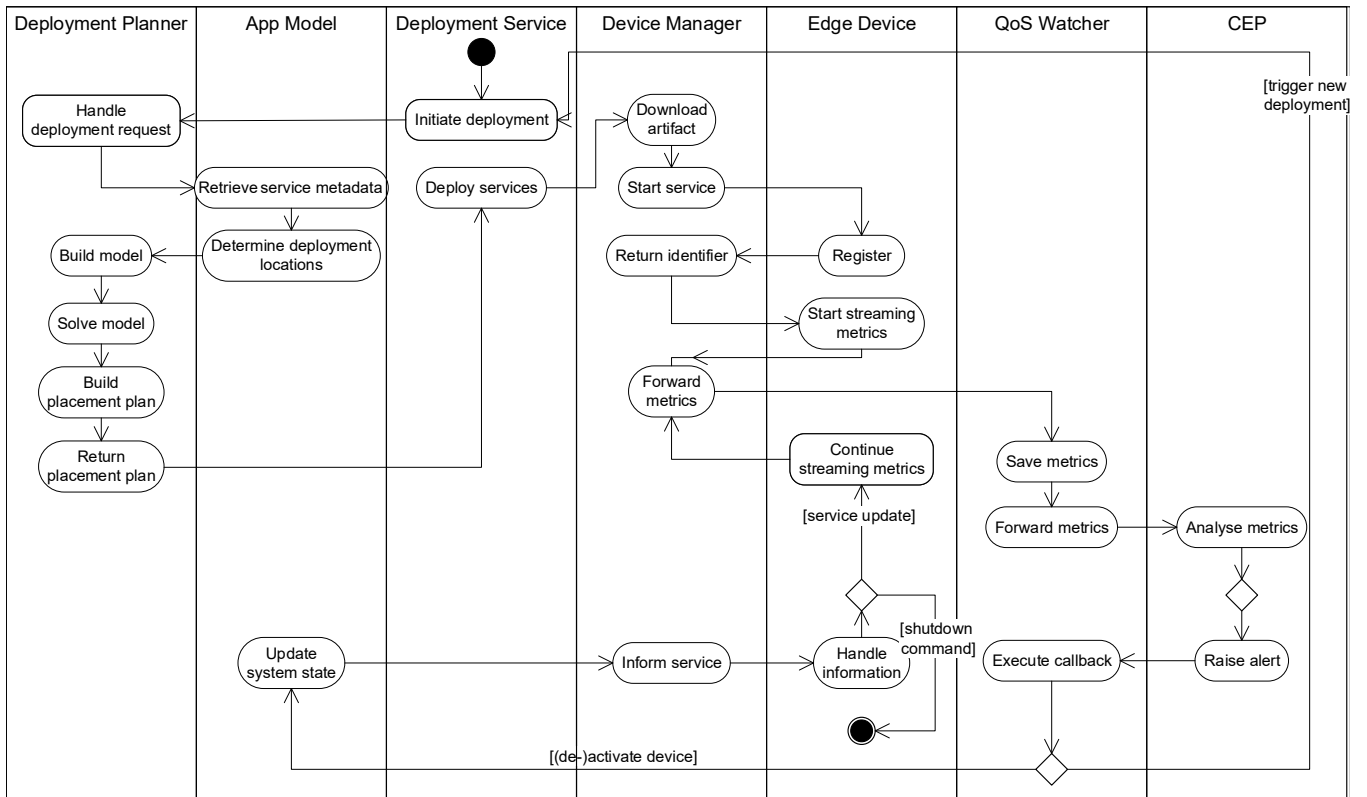 Deployment Planner
App Model
Deployment Service
Device Manager
Edge Device
QoS Watcher
CEP
[trigger new
deployment]
Handle
deployment request
Initiate deployment
Download
artifact
Retrieve service metadata
Deploy services
Start service
Build model
Determine deployment
locations
Return identifier
Register
Solve model
Start streaming
metrics
Build
placement plan
Forward
metrics
Return
placement plan
Continue
streaming metrics
Save metrics
[service update]
Forward metrics
Analyse metrics
[shutdown
command]
Update
system state
Inform service
Handle
information
Execute callback
Raise alert
[(de-)activate device]